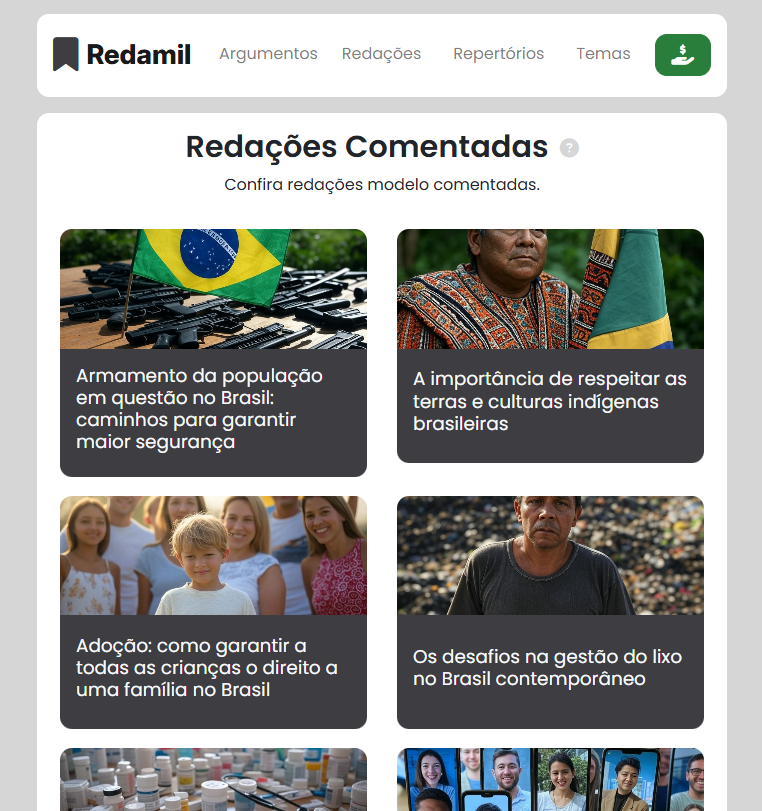 Redamil
Argumentos
Redações
Repertórios
Temas
Redações Comentadas ?
Confira redações modelo comentadas.
Armamento da população
em questão no Brasil:
caminhos para garantir
maior segurança
A importância de respeitar as
terras e culturas indígenas
brasileiras
Adoção: como garantir a
todas as crianças o direito a
uma família no Brasil
Os desafios na gestão do lixo
no Brasil contemporâneo